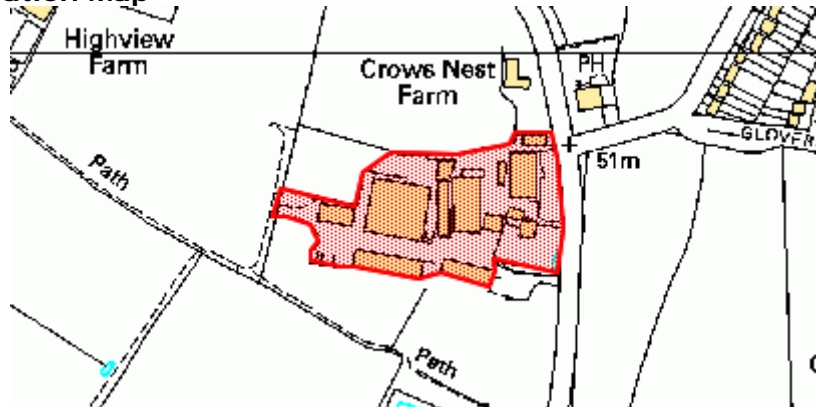 Highview
Farm
Crows Nest
Farm
PH
GLOVER
51m
Path
Path